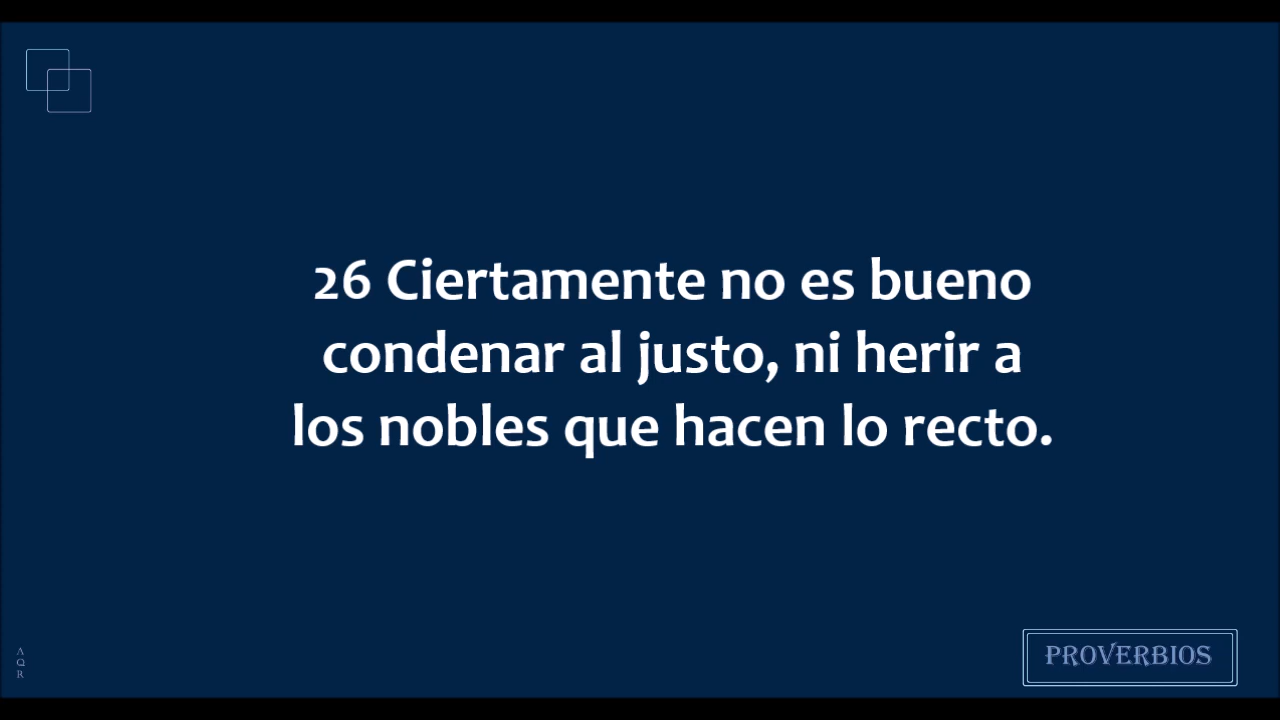 26 Ciertamente no es bueno
condenar al justo, ni herir a
los nobles que hacen lo recto.
Λ
Q
R
PROVERBIOS